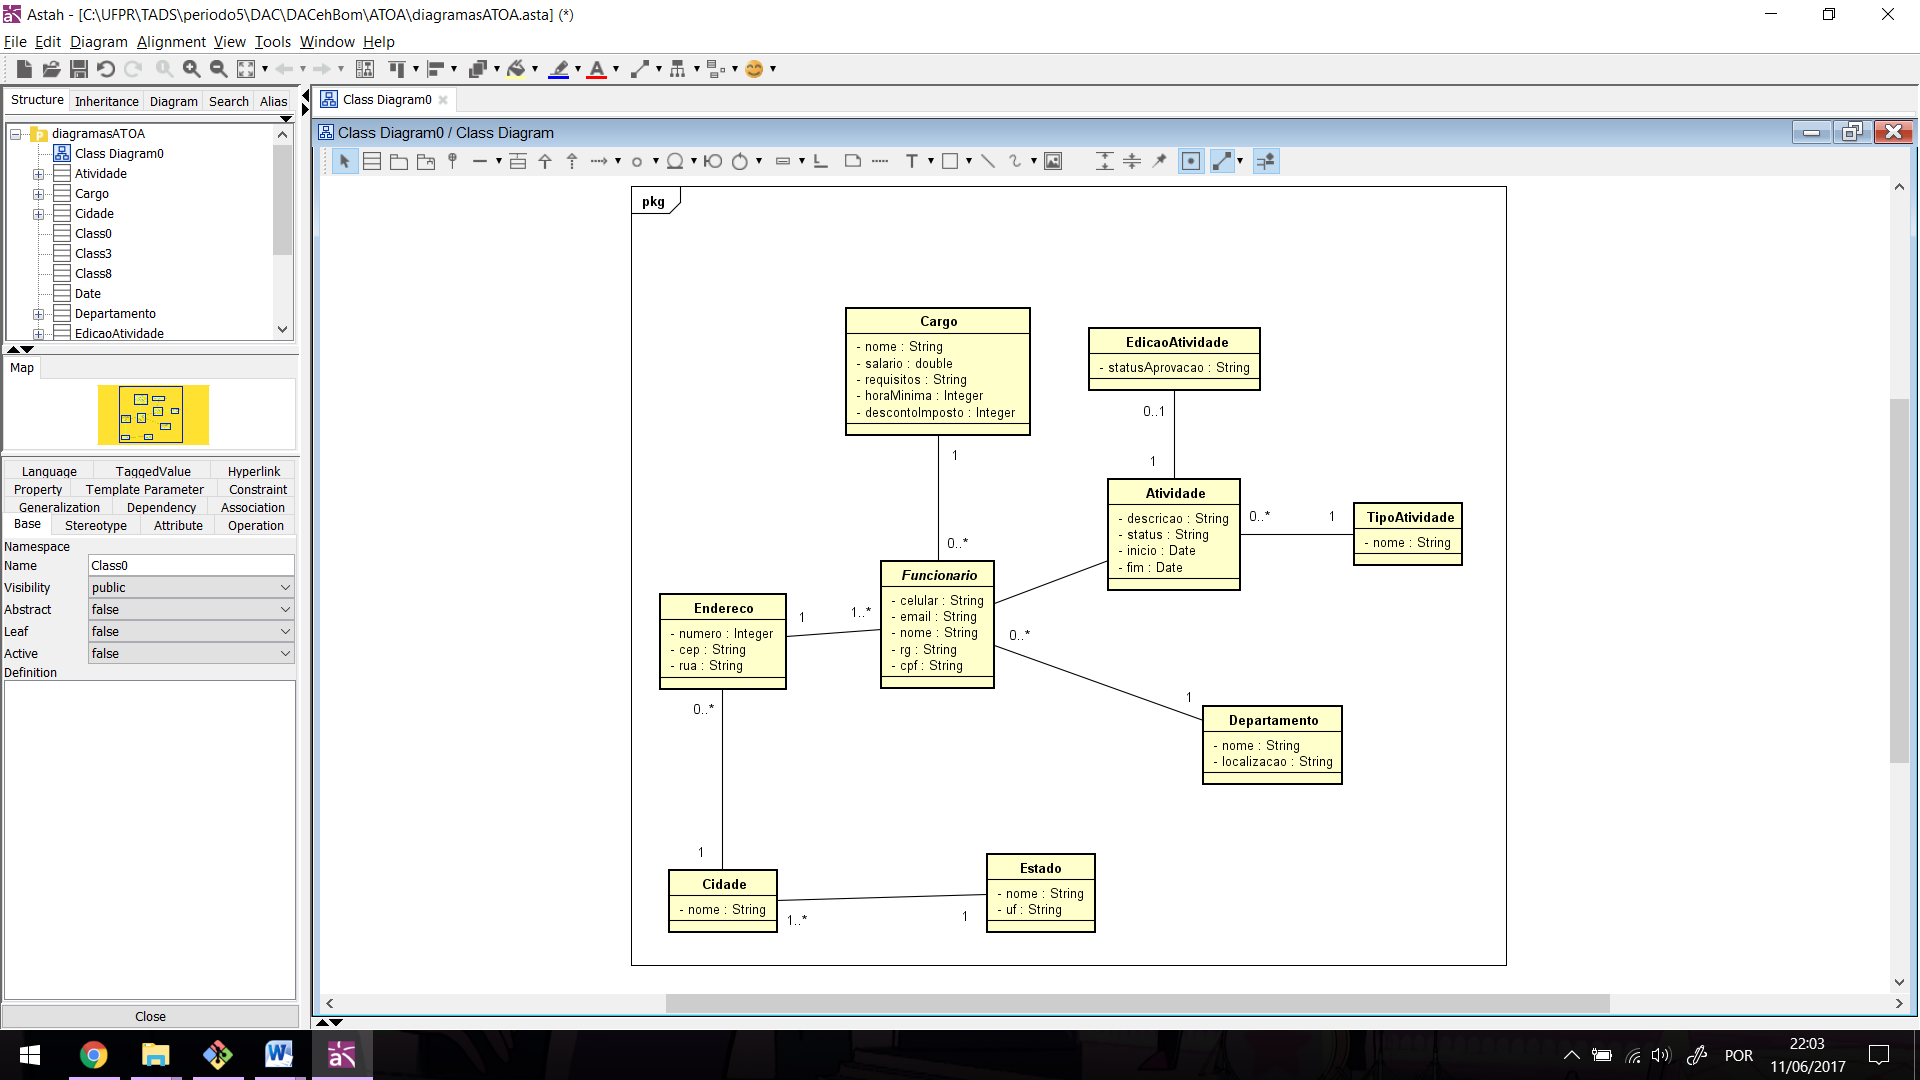 Astah - [C:\UFPR\TADS\periodo5\DAC\DACehBom\ATOA\diagramasATOA.asta] (*)
File Edit Diagram Alignment View Tools Window Help
Structure Inheritance Diagram Search Alias
diagramasATOA
Class Diagram0
Atividade
Cargo
Cidade
Class0
Class3
Class8
Date
Departamento
EdicaoAtividade
Map
Language TaggedValue Hyperlink
Property Template Parameter Constraint
Generalization Dependency Association
Base Stereotype Attribute Operation
Namespace
Name Class0
Visibility public
Abstract false
Leaf false
Active false
Definition
Close
Class Diagram0
Class Diagram0 / Class Diagram
T
pkg
Cargo
- nome : String
- salario : double
- requisitos : String
- horaMinima : Integer
- descontoImposto : Integer
EdicaoAtividade
- statusAprovacao : String
0..1
1
1
0..*
Atividade
- descricao : String
- status : String
- inicio : Date
- fim : Date
0..* 1
TipoAtividade
- nome : String
Funcionario
- celular : String
- email : String
- nome : String
- rg : String
- cpf : String
Endereco
- numero : Integer
- cep : String
- rua : String
1 1..*
0..*
1
Departamento
- nome : String
- localizacao : String
0..*
1
Cidade
- nome : String
1..* 1
Estado
- nome : String
- uf : String
POR
22:03
11/06/2017